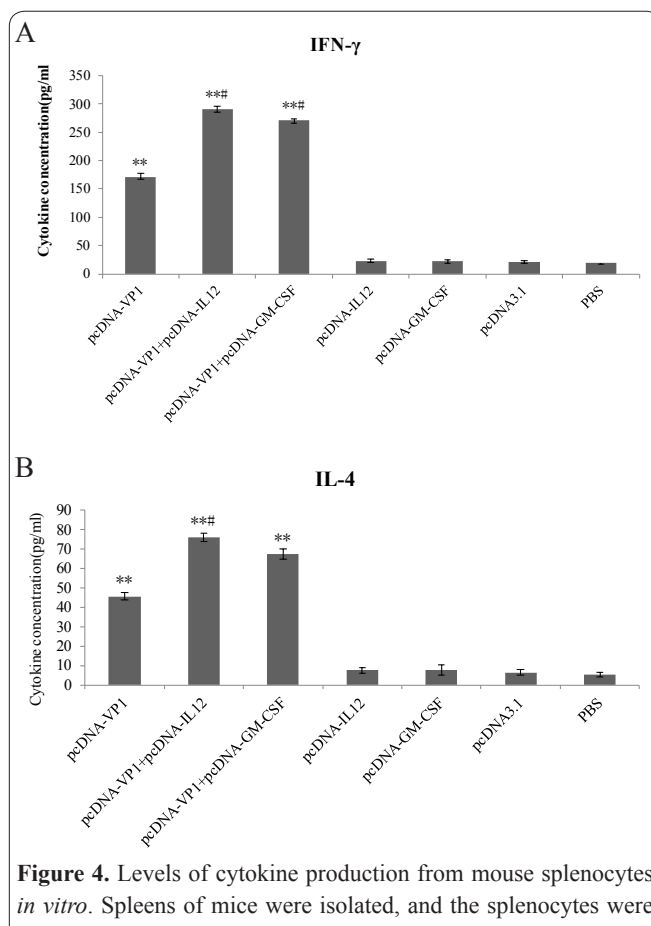 A
IFN-γ
Cytokine concentration(pg/ml
350
300
250
200
150
100
50
0
**
**#
**#
pcDNA-VP1
pcDNA-VP1+pcDNA-IL12
pcDNA-VP1+pcDNA-GM-CSF
pcDNA-IL12
pcDNA-GM-CSF
pcDNA3.1
PBS
B
IL-4
Cytokine concentration(pg/ml)
90
80
70
60
50
40
30
20
10
0
**
**#
**
pcDNA-VP1
pcDNA-VP1+pcDNA-IL12
pcDNA-VP1+pcDNA-GM-CSF
pcDNA-IL12
pcDNA-GM-CSF
pcDNA3.1
PBS
Figure 4. Levels of cytokine production from mouse splenocytes
in vitro. Spleens of mice were isolated, and the splenocytes were